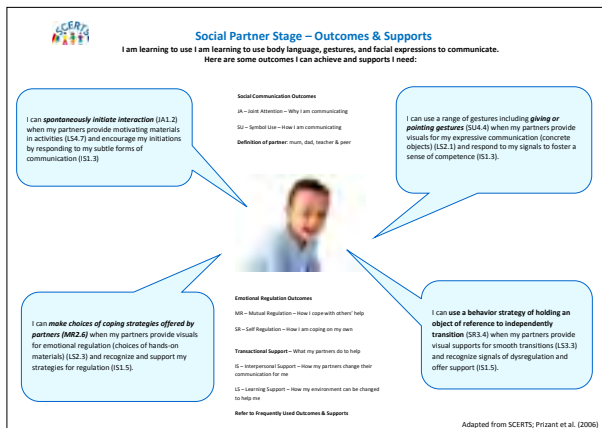 SCERTS
Social Partner Stage – Outcomes & Supports
I am learning to use I am learning to use body language, gestures, and facial expressions to communicate.
Here are some outcomes I can achieve and supports I need:
I can spontaneously initiate interaction (JA1.2)
when my partners provide motivating materials
in activities (LS4.7) and encourage my initiations
by responding to my subtle forms of
communication (IS1.3)
Social Communication Outcomes
JA – Joint Attention – Why I am communicating
SU – Symbol Use – How I am communicating
Definition of partner: mum, dad, teacher & peer
I can use a range of gestures including giving or
pointing gestures (SU4.4) when my partners provide
visuals for my expressive communication (concrete
objects) (LS2.1) and respond to my signals to foster a
sense of competence (IS1.3).
I can make choices of coping strategies offered by
partners (MR2.6) when my partners provide visuals
for emotional regulation (choices of hands-on
materials) (LS2.3) and recognize and support my
strategies for regulation (IS1.5).
Emotional Regulation Outcomes
MR – Mutual Regulation – How I cope with others' help
SR – Self Regulation – How I am coping on my own
Transactional Support – What my partners do to help
IS – Interpersonal Support – How my partners change their
communication for me
LS – Learning Support – How my environment can be changed
to help me
Refer to Frequently Used Outcomes & Supports
I can use a behavior strategy of holding an
object of reference to independently
transition (SR3.4) when my partners provide
visual supports for smooth transitions (LS3.3)
and recognize signals of dysregulation and
offer support (IS1.5).
Adapted from SCERTS; Prizant et al. (2006)